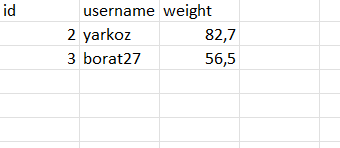 id username weight
2 yarkoz 82,7
3 borat27 56,5